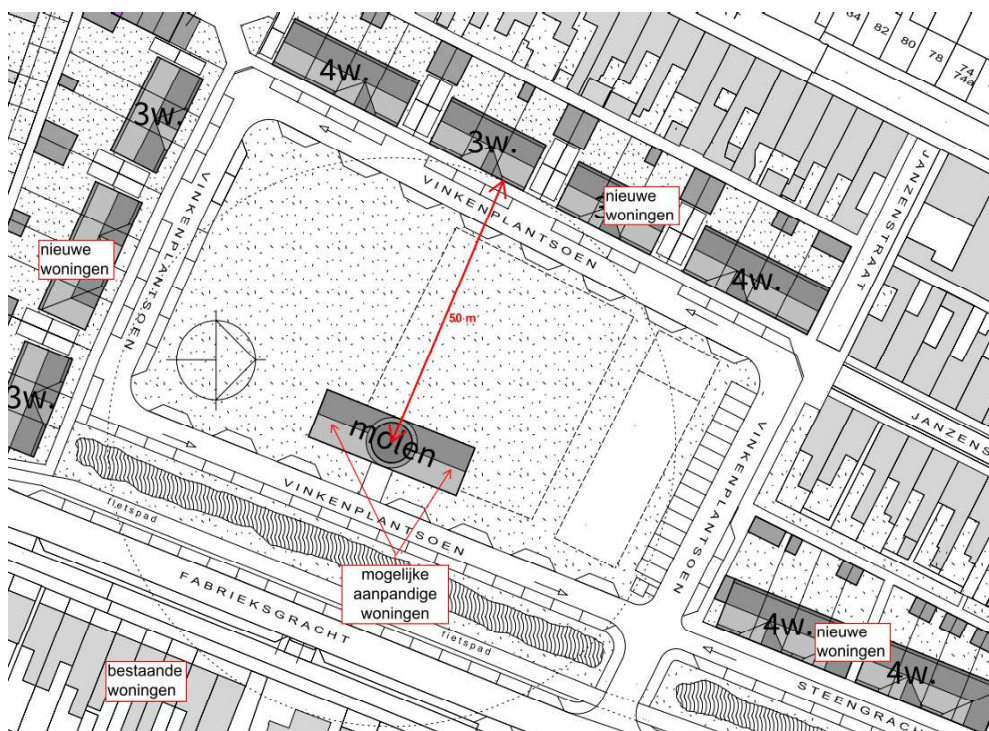 84
82
80
78
74
74a
4w.
3w.
3w.
VINKENPLANTSOEN
nieuwe
woningen
4w.
JANZENSTRAAT
nieuwe
woningen
VINKENPLANTSOEN
50 m
3w.
molen
JANZENS
VINKENPLANTSOEN
VINKENPLANTSOEN
fietspad
mogelijke
aanpandige
woningen
FABRIEKSGRACHT
fietspad
4w.
nieuwe
woningen
4w.
bestaande
woningen
STEENGRACH